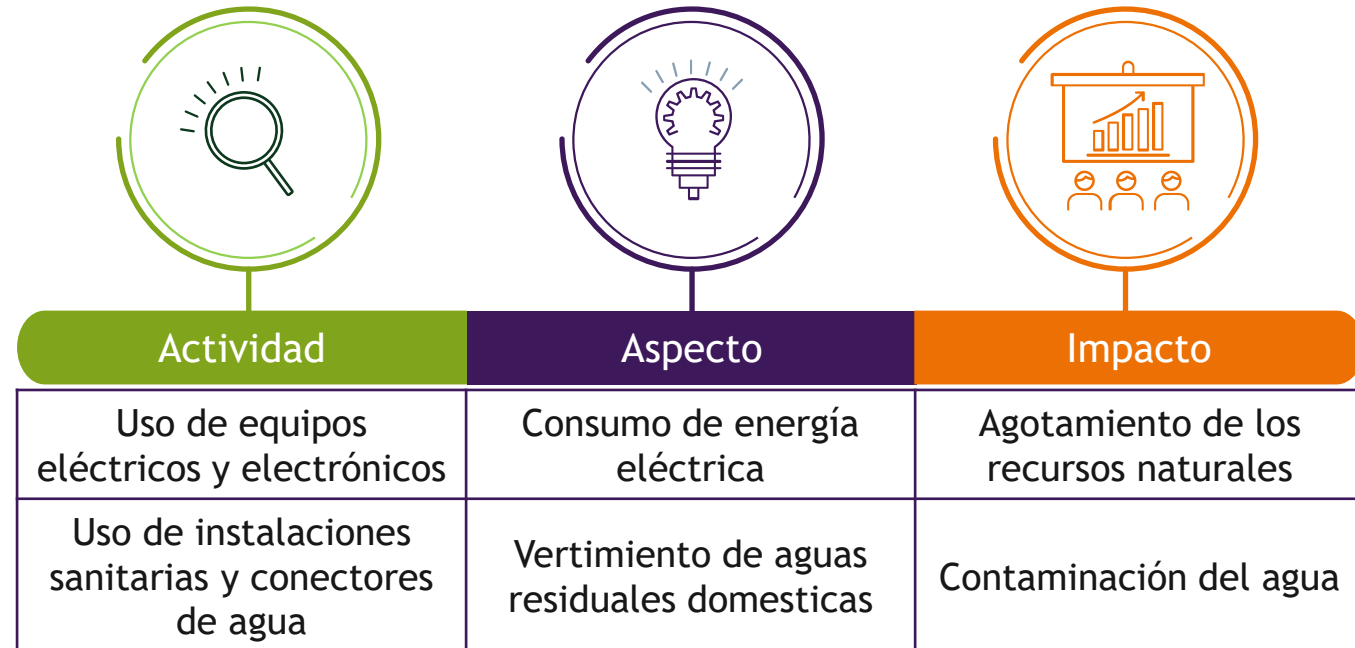 Actividad
Aspecto
Impacto
Uso de equipos
eléctricos y electrónicos
Consumo de energía
eléctrica
Agotamiento de los
recursos naturales
Uso de instalaciones
sanitarias y conectores
de agua
Vertimiento de aguas
residuales domesticas
Contaminación del agua